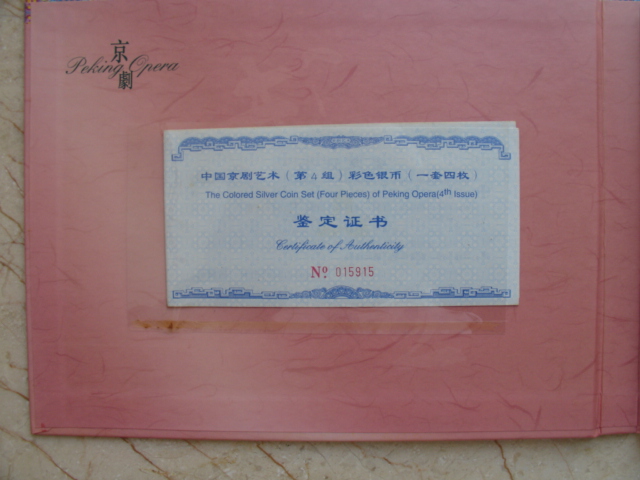 京
Peking Opera
劇
中国京剧艺术（第4组）彩色银币（一套四枚）
The Colored Silver Coin Set (Four Pieces) of Peking Opera(4th Issue)
鉴定证书
Certificate of Authenticity
Nº 015915